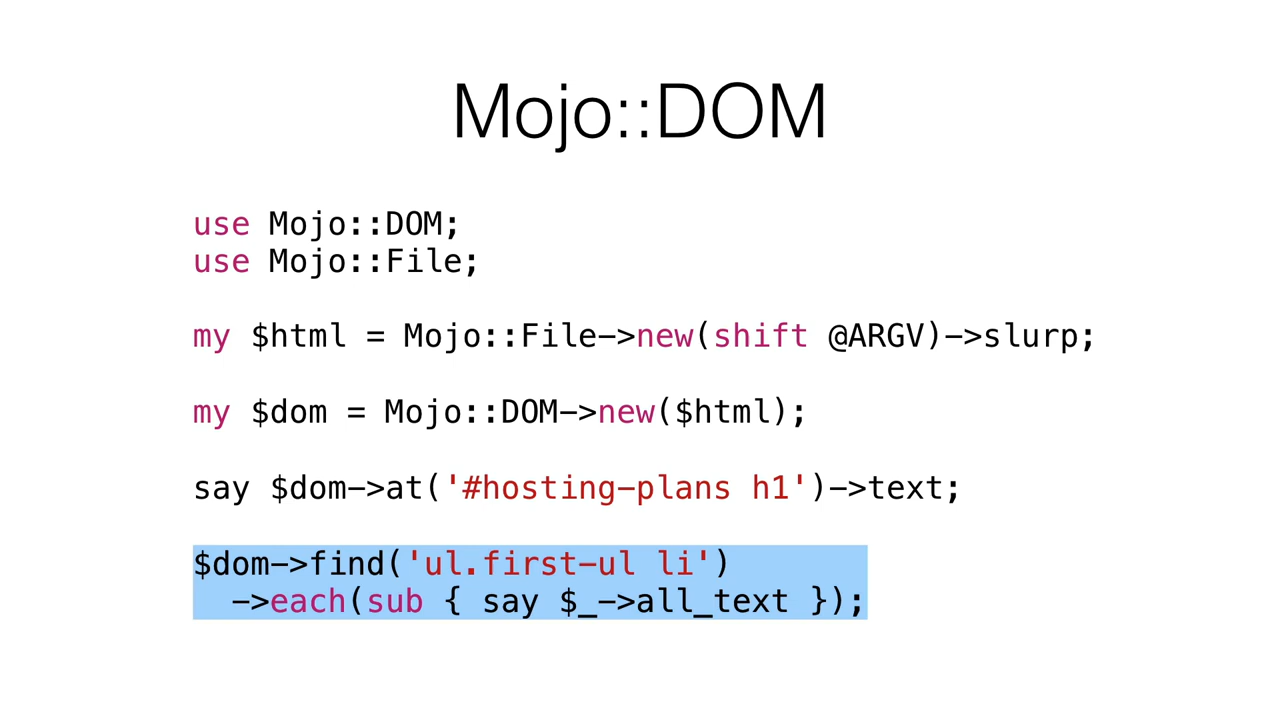 Mojo::DOM
use Mojo::DOM;
use Mojo::File;
my $html = Mojo::File->new(shift @ARGV)->slurp;
my $dom = Mojo::DOM->new($html);
say $dom->at('#hosting-plans h1')->text;
$dom->find('ul.first-ul li')
  ->each(sub { say $_->all_text });